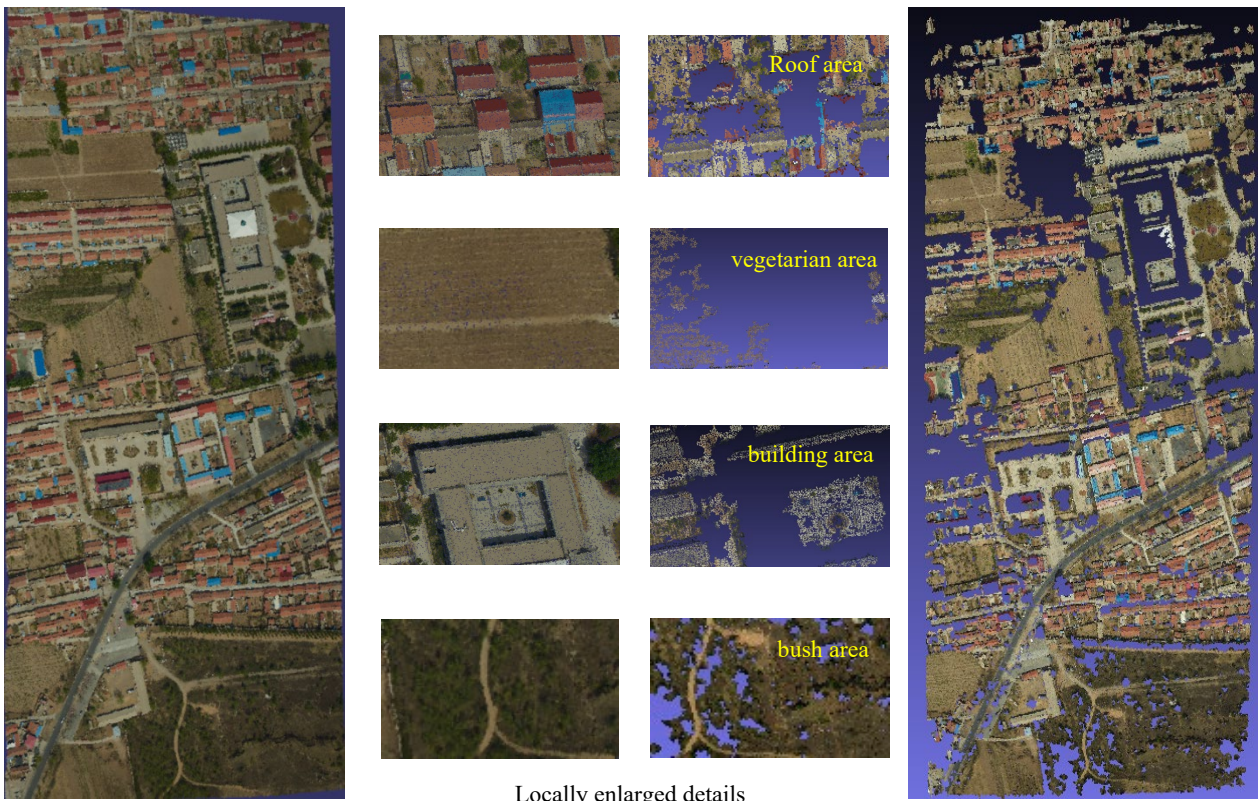 Roof area
vegetarian area
building area
bush area
Locally enlarged details